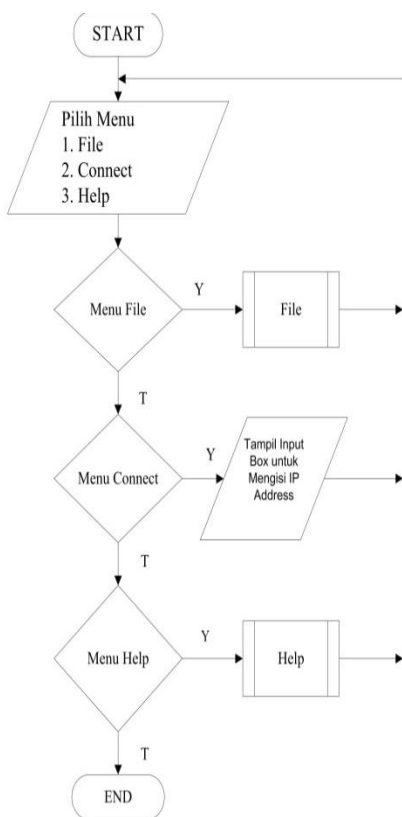 START
Pilih Menu
1. File
2. Connect
3. Help
Menu File
Y
File
T
Menu Connect
Y
Tampil Input
Box untuk
Mengisi IP
Address
T
Menu Help
Y
Help
T
END